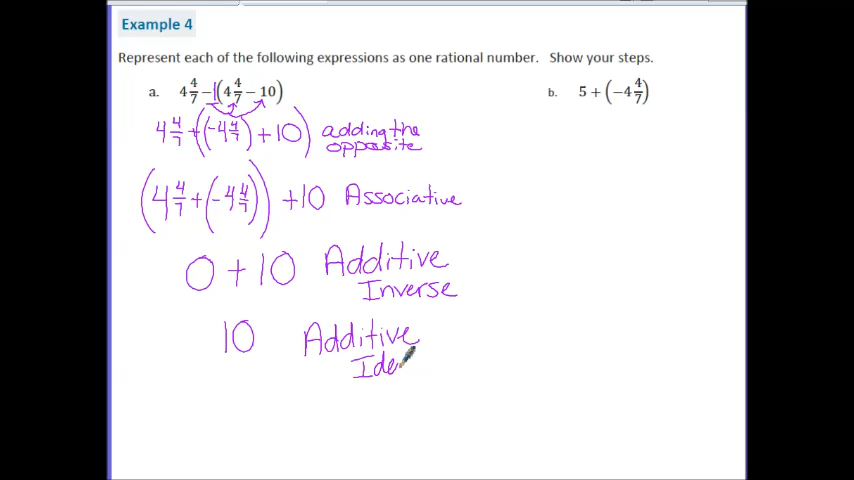 Example 4
Represent each of the following expressions as one rational number. Show your steps.
a. 4 4/7 − 1(4 4/7 − 10)
b. 5 + (−4 4/7)
4 4/7 + ((−4 4/7) + 10) adding the
opposite
(4 4/7 + (−4 4/7)) + 10 Associative
0 + 10 Additive
Inverse
10 Additive
Ide